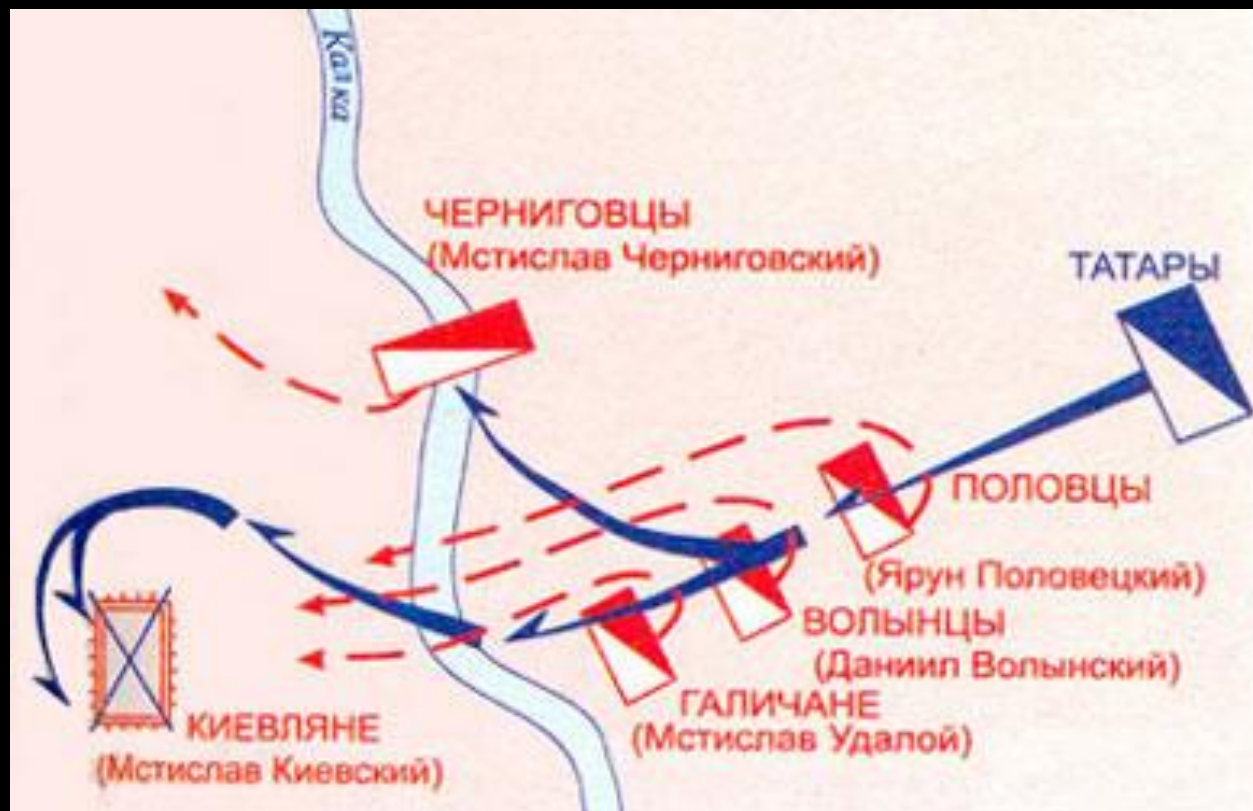 Калка
ЧЕРНИГОВЦЫ
(Мстислав Черниговский)
ТАТАРЫ
ПОЛОВЦЫ
(Ярун Половецкий)
ВОЛЫНЦЫ
(Даниил Волынский)
ГАЛИЧАНЕ
(Мстислав Удалой)
КИЕВЛЯНЕ
(Мстислав Киевский)